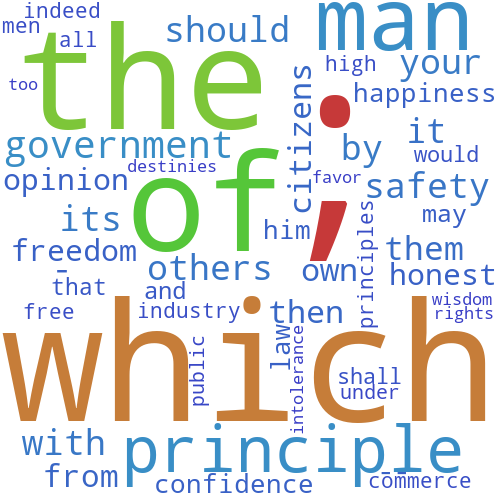 indeed
men
all
should
man
the
too
high
your
happiness
;
government
citizens
by
it
would
destinies
opinion
of
favor
safety
its
him
may
,
freedom
-
others
own
principles
them
honest
that
and
free
industry
then
wisdom
rights
which
public
law
intolerance
shall
under
with
principle
from
confidence
commerce
--